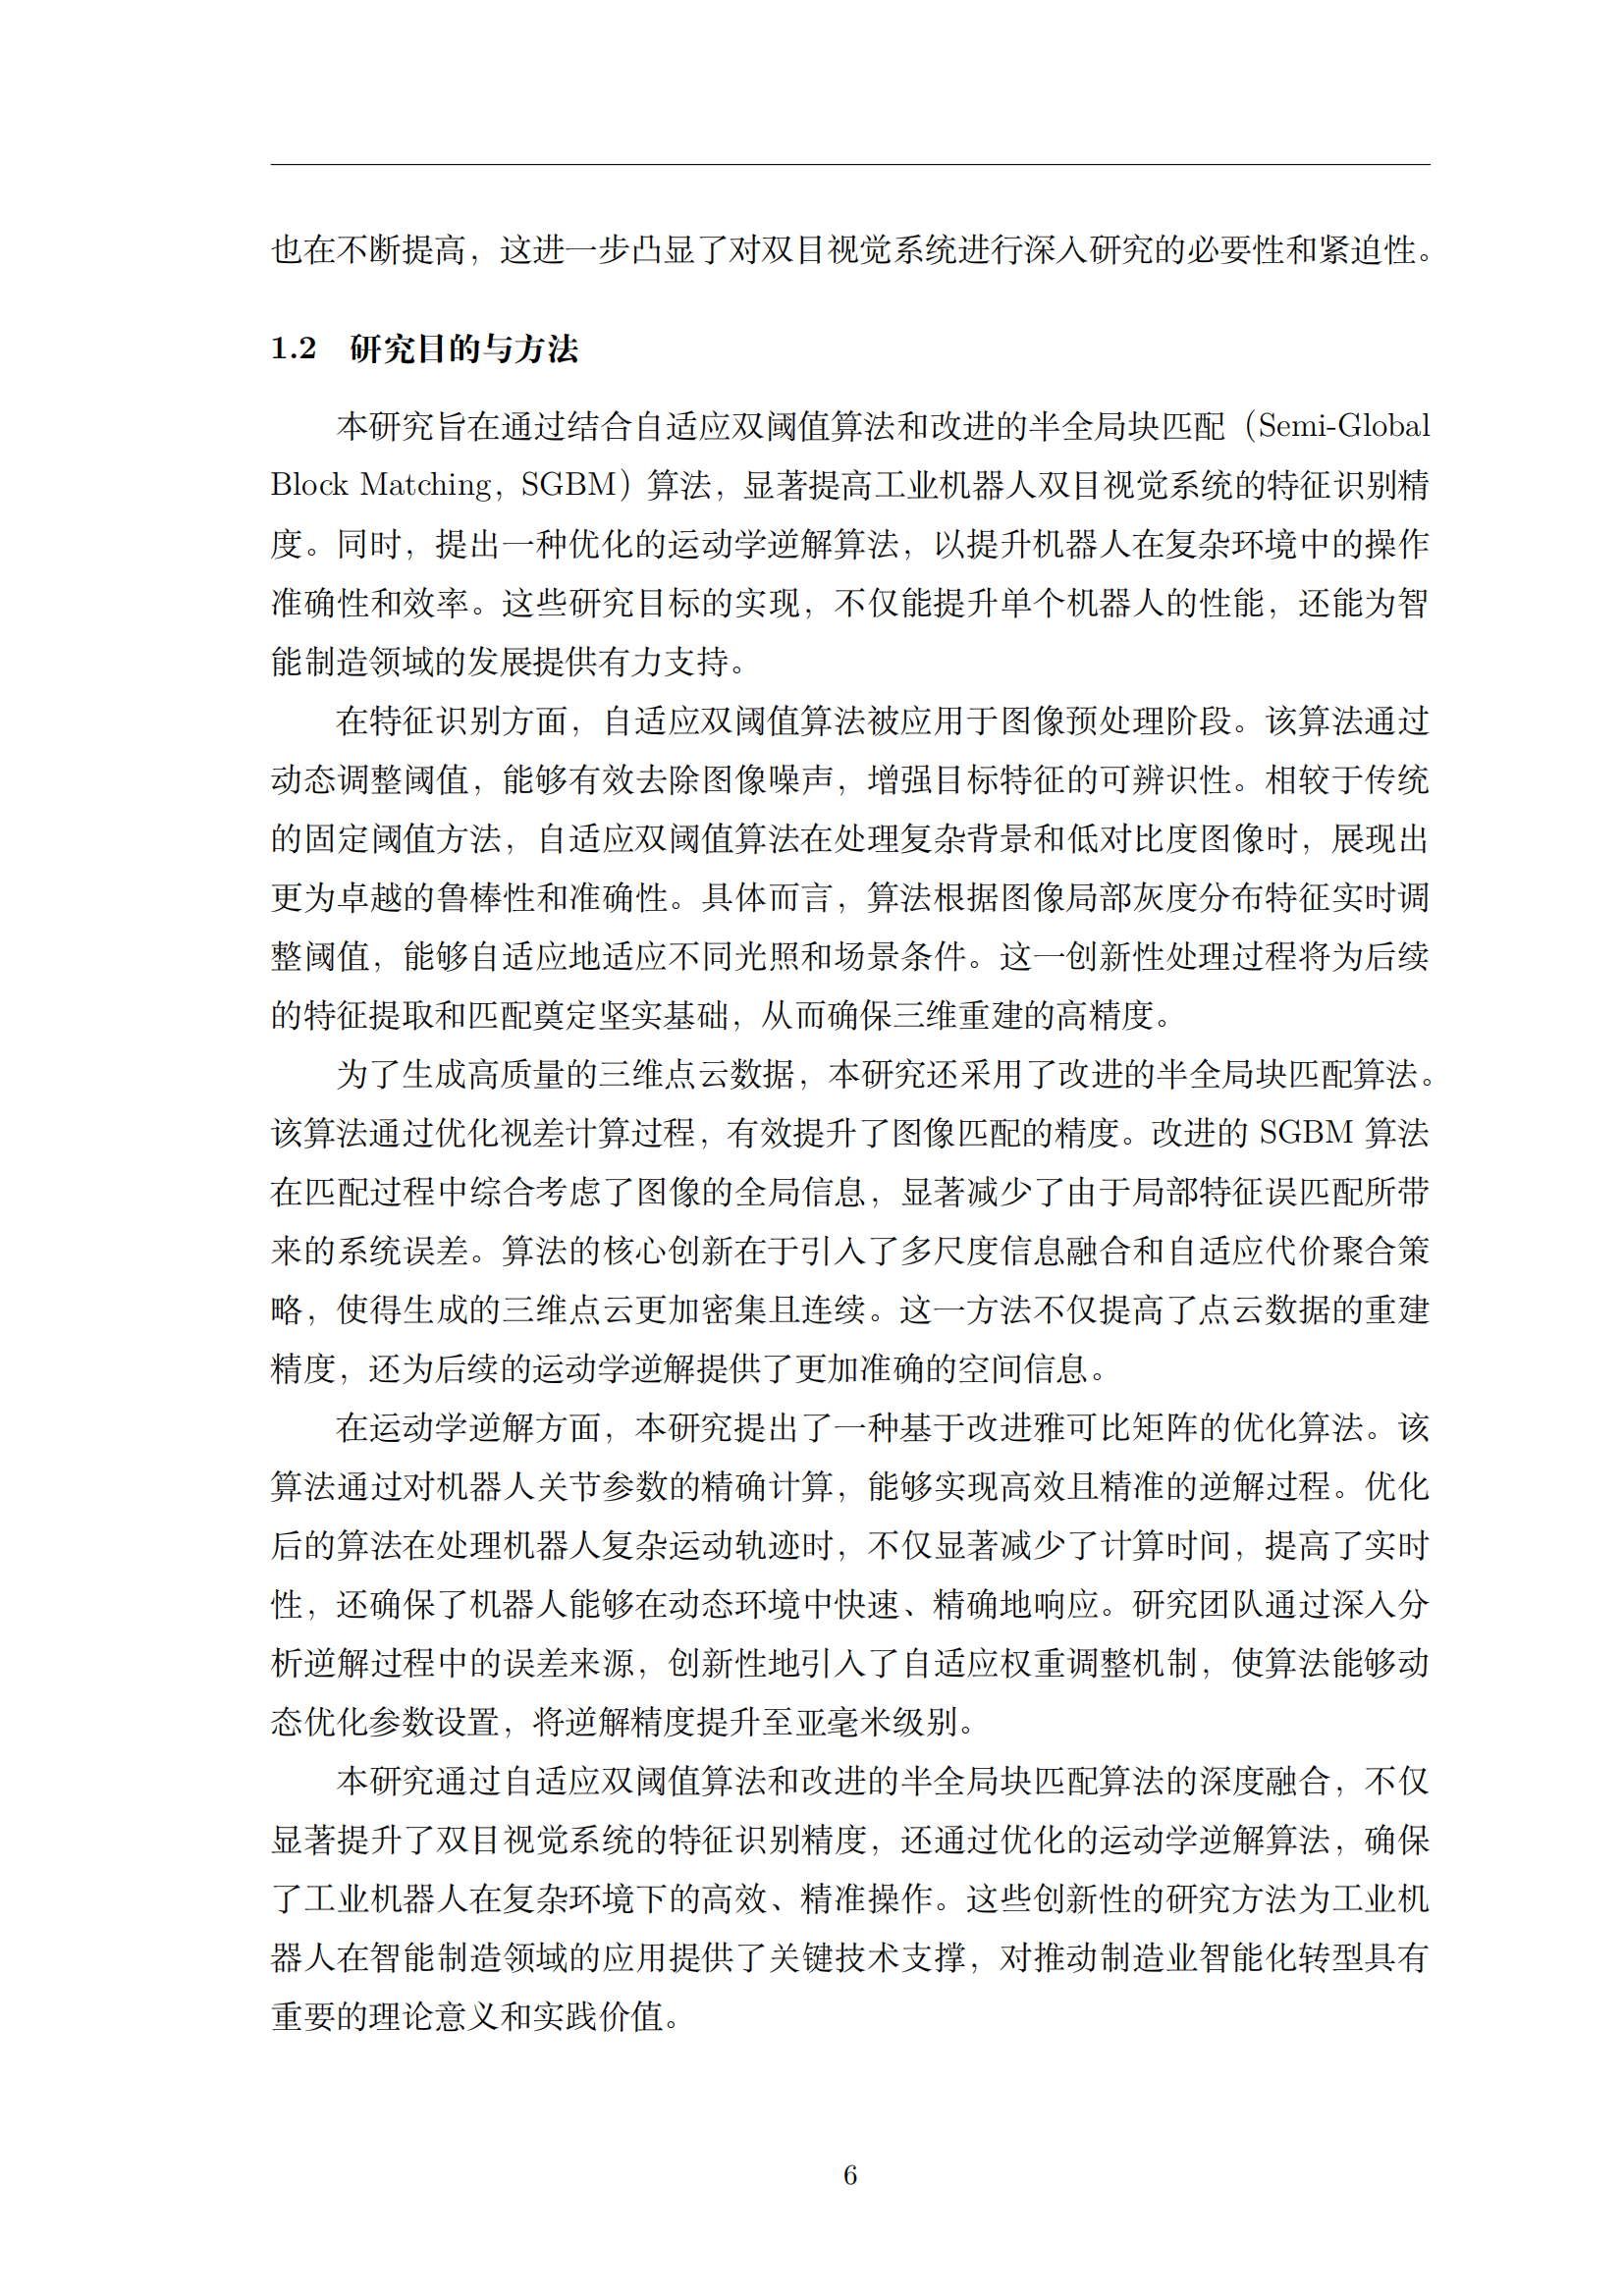 也在不断提高，这进一步凸显了对双目视觉系统进行深入研究的必要性和紧迫性。
1.2 研究目的与方法
本研究旨在通过结合自适应双阈值算法和改进的半全局块匹配（Semi-Global
Block Matching，SGBM）算法，显著提高工业机器人双目视觉系统的特征识别精
度。同时，提出一种优化的运动学逆解算法，以提升机器人在复杂环境中的操作
准确性和效率。这些研究目标的实现，不仅能提升单个机器人的性能，还能为智
能制造领域的发展提供有力支持。
在特征识别方面，自适应双阈值算法被应用于图像预处理阶段。该算法通过
动态调整阈值，能够有效去除图像噪声，增强目标特征的可辨识性。相较于传统
的固定阈值方法，自适应双阈值算法在处理复杂背景和低对比度图像时，展现出
更为卓越的鲁棒性和准确性。具体而言，算法根据图像局部灰度分布特征实时调
整阈值，能够自适应地适应不同光照和场景条件。这一创新性处理过程将为后续
的特征提取和匹配奠定坚实基础，从而确保三维重建的高精度。
为了生成高质量的三维点云数据，本研究还采用了改进的半全局块匹配算法。
该算法通过优化视差计算过程，有效提升了图像匹配的精度。改进的 SGBM 算法
在匹配过程中综合考虑了图像的全局信息，显著减少了由于局部特征误匹配所带
来的系统误差。算法的核心创新在于引入了多尺度信息融合和自适应代价聚合策
略，使得生成的三维点云更加密集且连续。这一方法不仅提高了点云数据的重建
精度，还为后续的运动学逆解提供了更加准确的空间信息。
在运动学逆解方面，本研究提出了一种基于改进雅可比矩阵的优化算法。该
算法通过对机器人关节参数的精确计算，能够实现高效且精准的逆解过程。优化
后的算法在处理机器人复杂运动轨迹时，不仅显著减少了计算时间，提高了实时
性，还确保了机器人能够在动态环境中快速、精确地响应。研究团队通过深入分
析逆解过程中的误差来源，创新性地引入了自适应权重调整机制，使算法能够动
态优化参数设置，将逆解精度提升至亚毫米级别。
本研究通过自适应双阈值算法和改进的半全局块匹配算法的深度融合，不仅
显著提升了双目视觉系统的特征识别精度，还通过优化的运动学逆解算法，确保
了工业机器人在复杂环境下的高效、精准操作。这些创新性的研究方法为工业机
器人在智能制造领域的应用提供了关键技术支撑，对推动制造业智能化转型具有
重要的理论意义和实践价值。
6